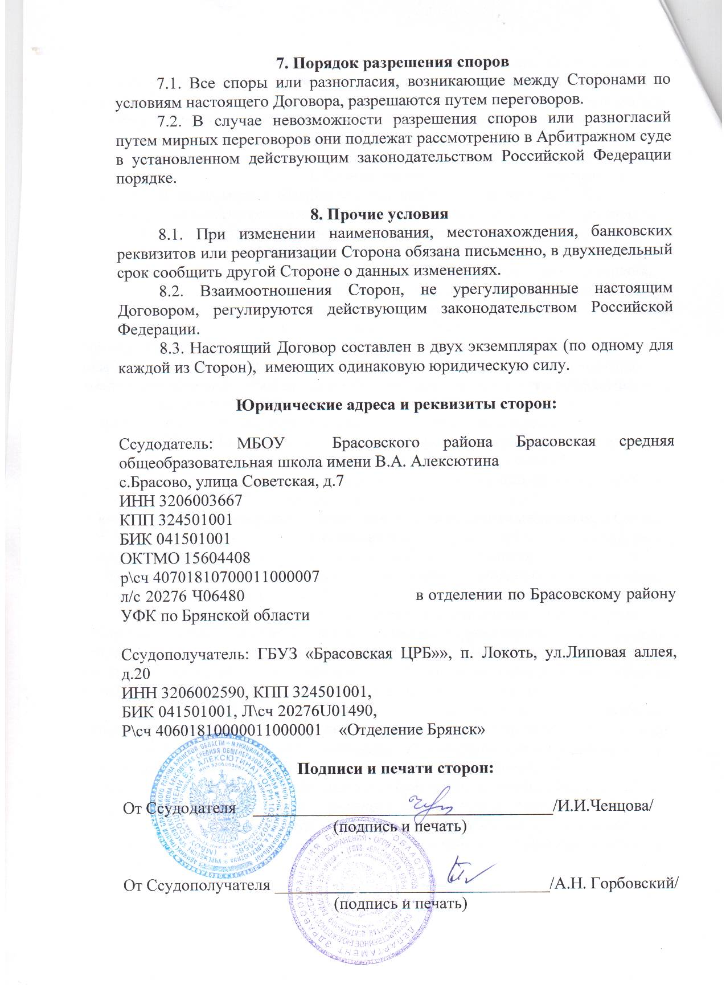 7. Порядок разрешения споров
7.1. Все споры или разногласия, возникающие между Сторонами по
условиям настоящего Договора, разрешаются путем переговоров.
7.2. В случае невозможности разрешения споров или разногласий
путем мирных переговоров они подлежат рассмотрению в Арбитражном суде
в установленном действующим законодательством Российской Федерации
порядке.
8. Прочие условия
8.1. При изменении наименования, местонахождения, банковских
реквизитов или реорганизации Сторона обязана письменно, в двухнедельный
срок сообщить другой Стороне о данных изменениях.
8.2. Взаимоотношения Сторон, не урегулированные настоящим
Договором, регулируются действующим законодательством Российской
Федерации.
8.3. Настоящий Договор составлен в двух экземплярах (по одному для
каждой из Сторон), имеющих одинаковую юридическую силу.
Юридические адреса и реквизиты сторон:
Ссудодатель: МБОУ Брасовского района Брасовская средняя
общеобразовательная школа имени В.А. Алексютина
с.Брасово, улица Советская, д.7
ИНН 3206003667
КПП 324501001
БИК 041501001
ОКТМО 15604408
р\сч 40701810700011000007
л/с 20276 Ч06480 в отделении по Брасовскому району
УФК по Брянской области
Ссудополучатель: ГБУЗ «Брасовская ЦРБ»», п. Локоть, ул.Липовая аллея,
д.20
ИНН 3206002590, КПП 324501001,
БИК 041501001, Л\сч 20276U01490,
Р\сч 40601810000011000001 «Отделение Брянск»
Подписи и печати сторон:
От Ссудодателя ____ /И.И.Ченцова/
(подпись и печать)
От Ссудополучателя ____ /А.Н. Горбовский/
(подпись и печать)